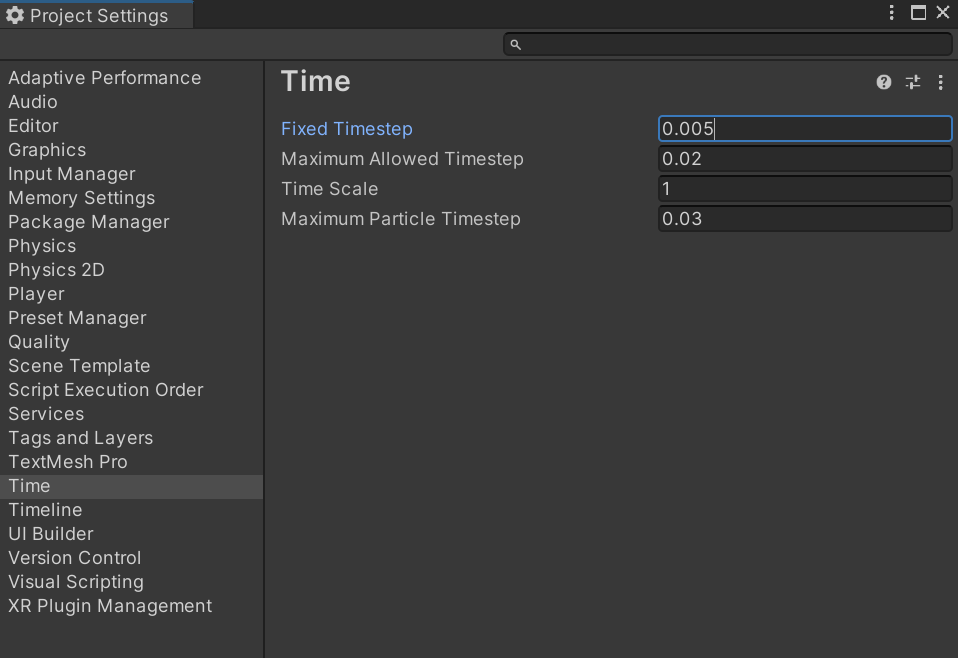 Project Settings
Adaptive Performance
Audio
Editor
Graphics
Input Manager
Memory Settings
Package Manager
Physics
Physics 2D
Player
Preset Manager
Quality
Scene Template
Script Execution Order
Services
Tags and Layers
TextMesh Pro
Time
Timeline
UI Builder
Version Control
Visual Scripting
XR Plugin Management
Time
Fixed Timestep 0.005
Maximum Allowed Timestep 0.02
Time Scale 1
Maximum Particle Timestep 0.03